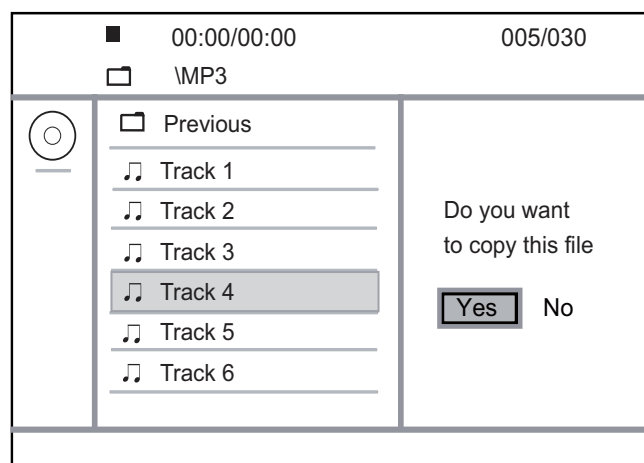 00:00/00:00 005/030
\MP3
Previous
Track 1
Track 2
Track 3
Track 4
Track 5
Track 6
Do you want
to copy this file
Yes No